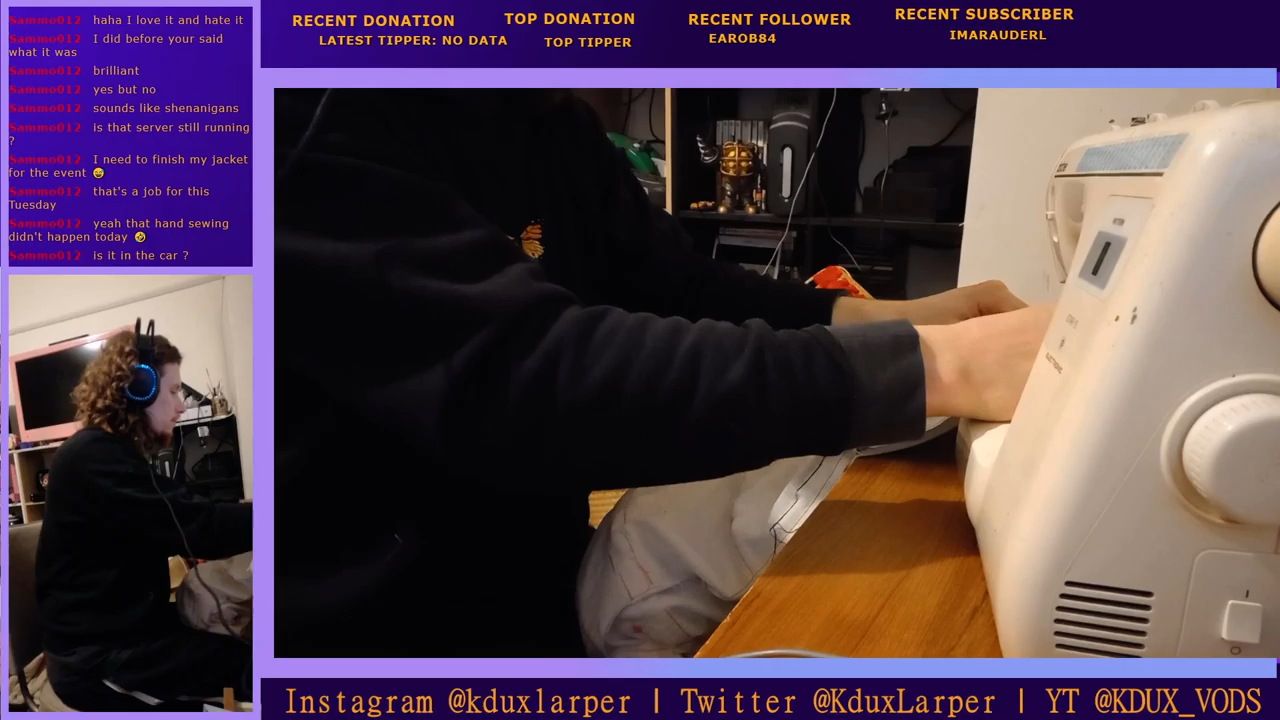 Sammo012 haha I love it and hate it
Sammo012 I did before your said
what it was
Sammo012 brilliant
Sammo012 yes but no
Sammo012 sounds like shenanigans
Sammo012 is that server still running
?
Sammo012 I need to finish my jacket
for the event 😅
Sammo012 that's a job for this
Tuesday
Sammo012 yeah that hand sewing
didn't happen today 🤣
Sammo012 is it in the car ?
RECENT DONATION
LATEST TIPPER: NO DATA
TOP DONATION
TOP TIPPER
RECENT FOLLOWER
EAROB84
RECENT SUBSCRIBER
IMARAUDERL
Instagram @kduxlarper | Twitter @KduxLarper | YT @KDUX_VODS